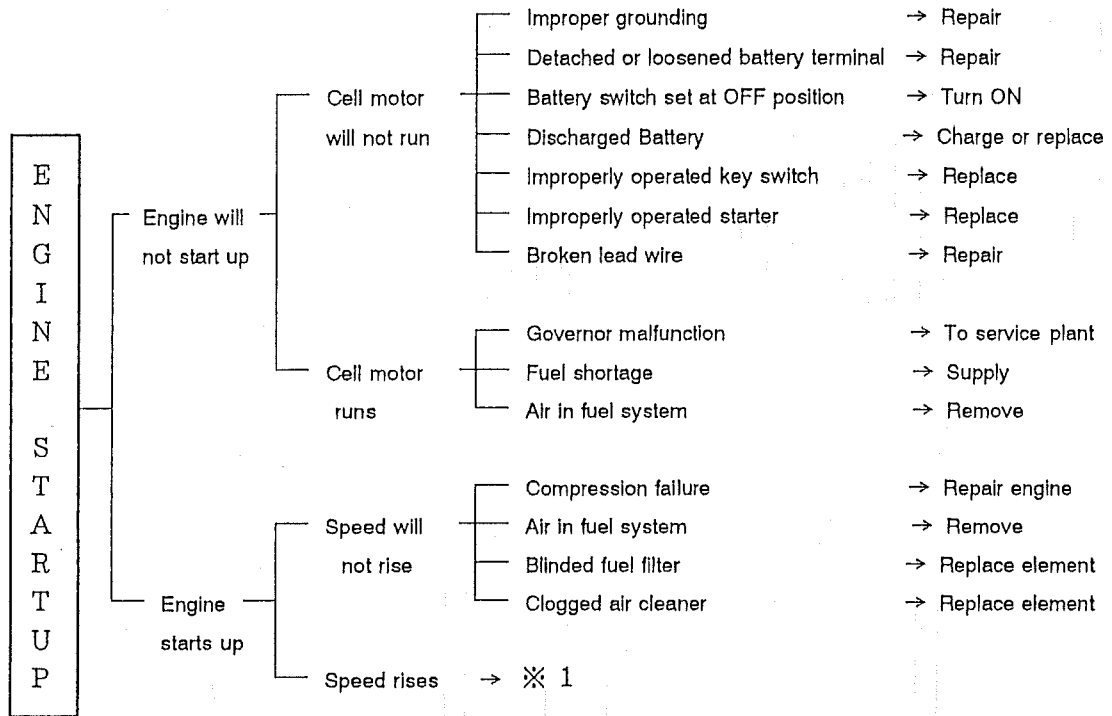 ENGINE STARTUP
Engine will
not start up
Cell motor
will not run
Improper grounding → Repair
Detached or loosened battery terminal → Repair
Battery switch set at OFF position → Turn ON
Discharged Battery → Charge or replace
Improperly operated key switch → Replace
Improperly operated starter → Replace
Broken lead wire → Repair
Cell motor
runs
Governor malfunction → To service plant
Fuel shortage → Supply
Air in fuel system → Remove
Engine
starts up
Speed will
not rise
Compression failure → Repair engine
Air in fuel system → Remove
Blinded fuel filter → Replace element
Clogged air cleaner → Replace element
Speed rises → ※ 1